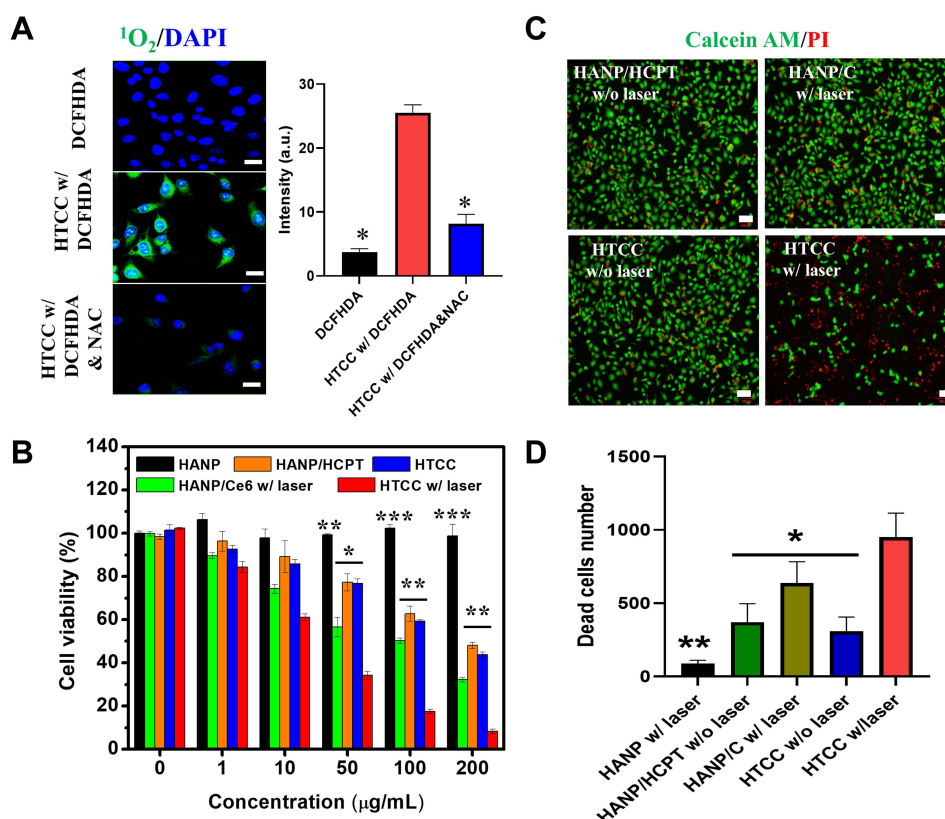 A
¹O₂/DAPI
DCFHDA
HTCC w/
DCFHDA
HTCC w/
DCFHDA
& NAC
Intensity (a.u.)
30
20
10
0
*
*
DCFHDA
HTCC w/ DCFHDA
HTCC w/ DCFHDA&NAC
C
Calcein AM/PI
HANP/HCPT
w/o laser
HANP/C
w/ laser
HTCC
w/o laser
HTCC
w/ laser
B
Cell viability (%)
140
120
100
80
60
40
20
0
HANP
HANP/HCPT
HTCC
HANP/Ce6 w/ laser
HTCC w/ laser
**
*
***
**
***
**
0
1
10
50
100
200
Concentration (μg/mL)
D
Dead cells number
1500
1000
500
0
**
*
HANP w/ laser
HANP/HCPT w/o laser
HANP/C w/ laser
HTCC w/o laser
HTCC w/laser